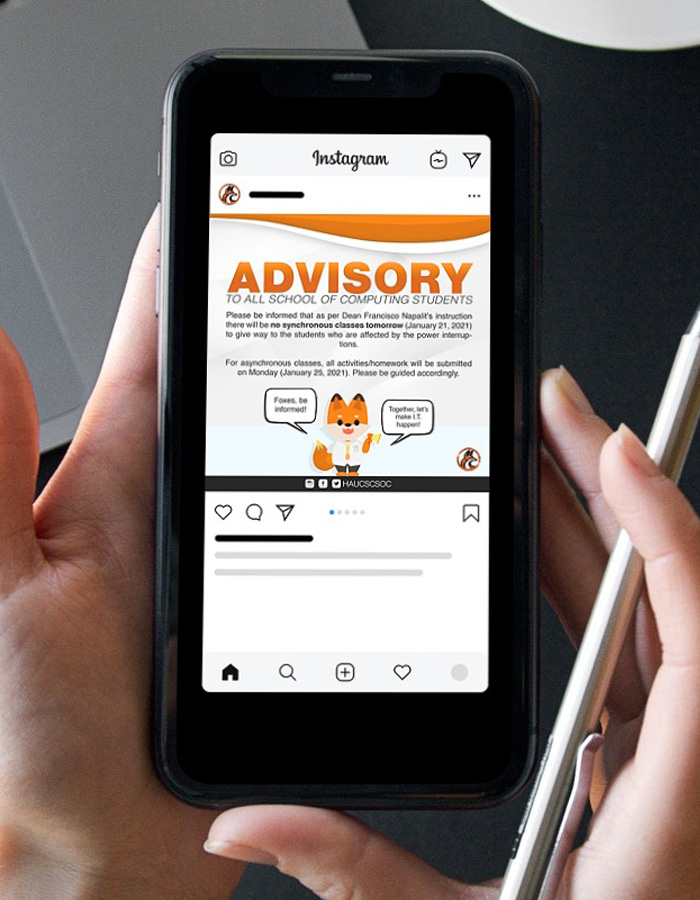 Instagram
ADVISORY
TO ALL SCHOOL OF COMPUTING STUDENTS
Please be informed that as per Dean Francisco Napalit's instruction
there will be no synchronous classes tomorrow (January 21, 2021)
to give way to the students who are affected by the power interrup-
tions.
For asynchronous classes, all activities/homework will be submitted
on Monday (January 25, 2021). Please be guided accordingly.
Foxes, be
informed!
Together, let's
make I.T.
happen!
HAUCSCSOC